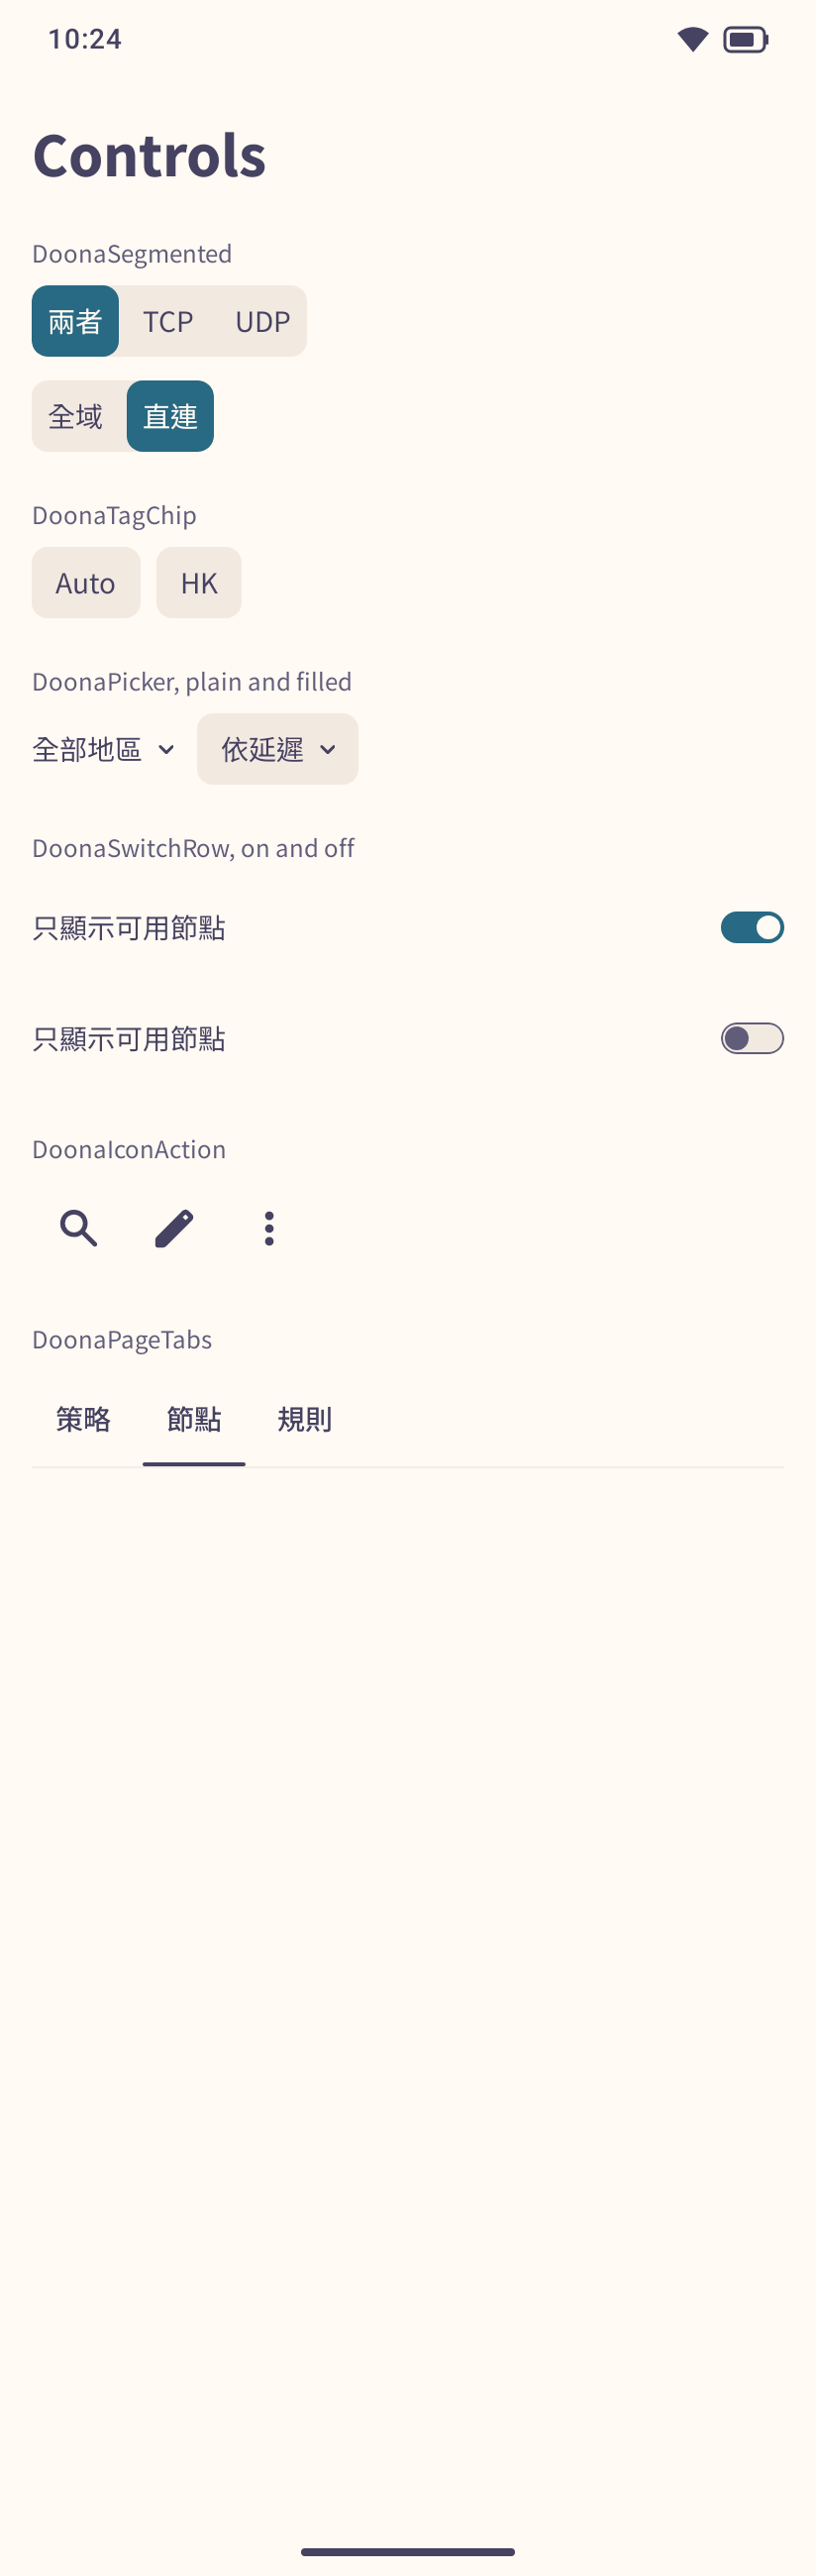 10:24
Controls
DoonaSegmented
兩者 TCP UDP
全域 直連
DoonaTagChip
Auto HK
DoonaPicker, plain and filled
全部地區 依延遲
DoonaSwitchRow, on and off
只顯示可用節點
只顯示可用節點
DoonaIconAction
DoonaPageTabs
策略 節點 規則